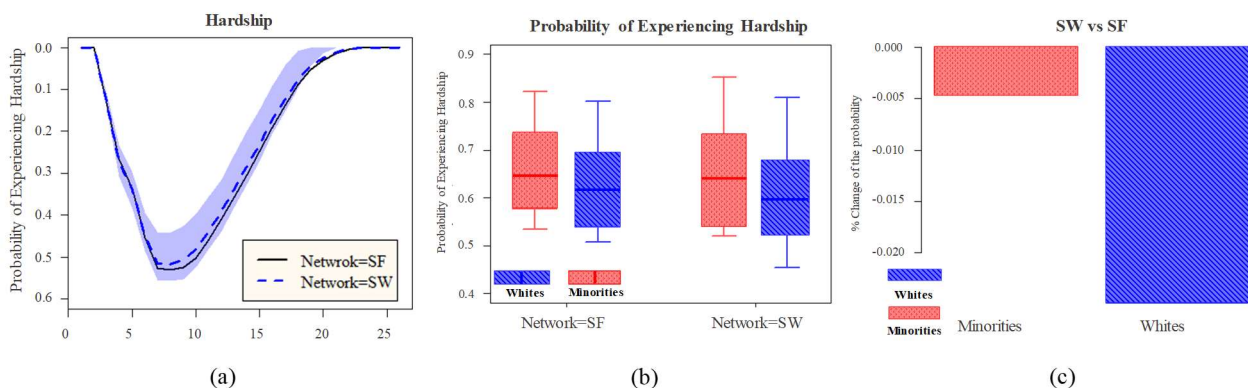 Hardship
Probability of Experiencing Hardship
0.0
0.1
0.2
0.3
0.4
0.5
0.6
Netwrok=SF
Network=SW
0 5 10 15 20 25
(a)
Probability of Experiencing Hardship
Probability of Experiencing Hardship
0.9
0.8
0.7
0.6
0.5
0.4
Whites Minorities
Network=SF Network=SW
(b)
SW vs SF
% Change of the probability
0.000
-0.005
-0.010
-0.015
-0.020
Whites
Minorities
Minorities Whites
(c)